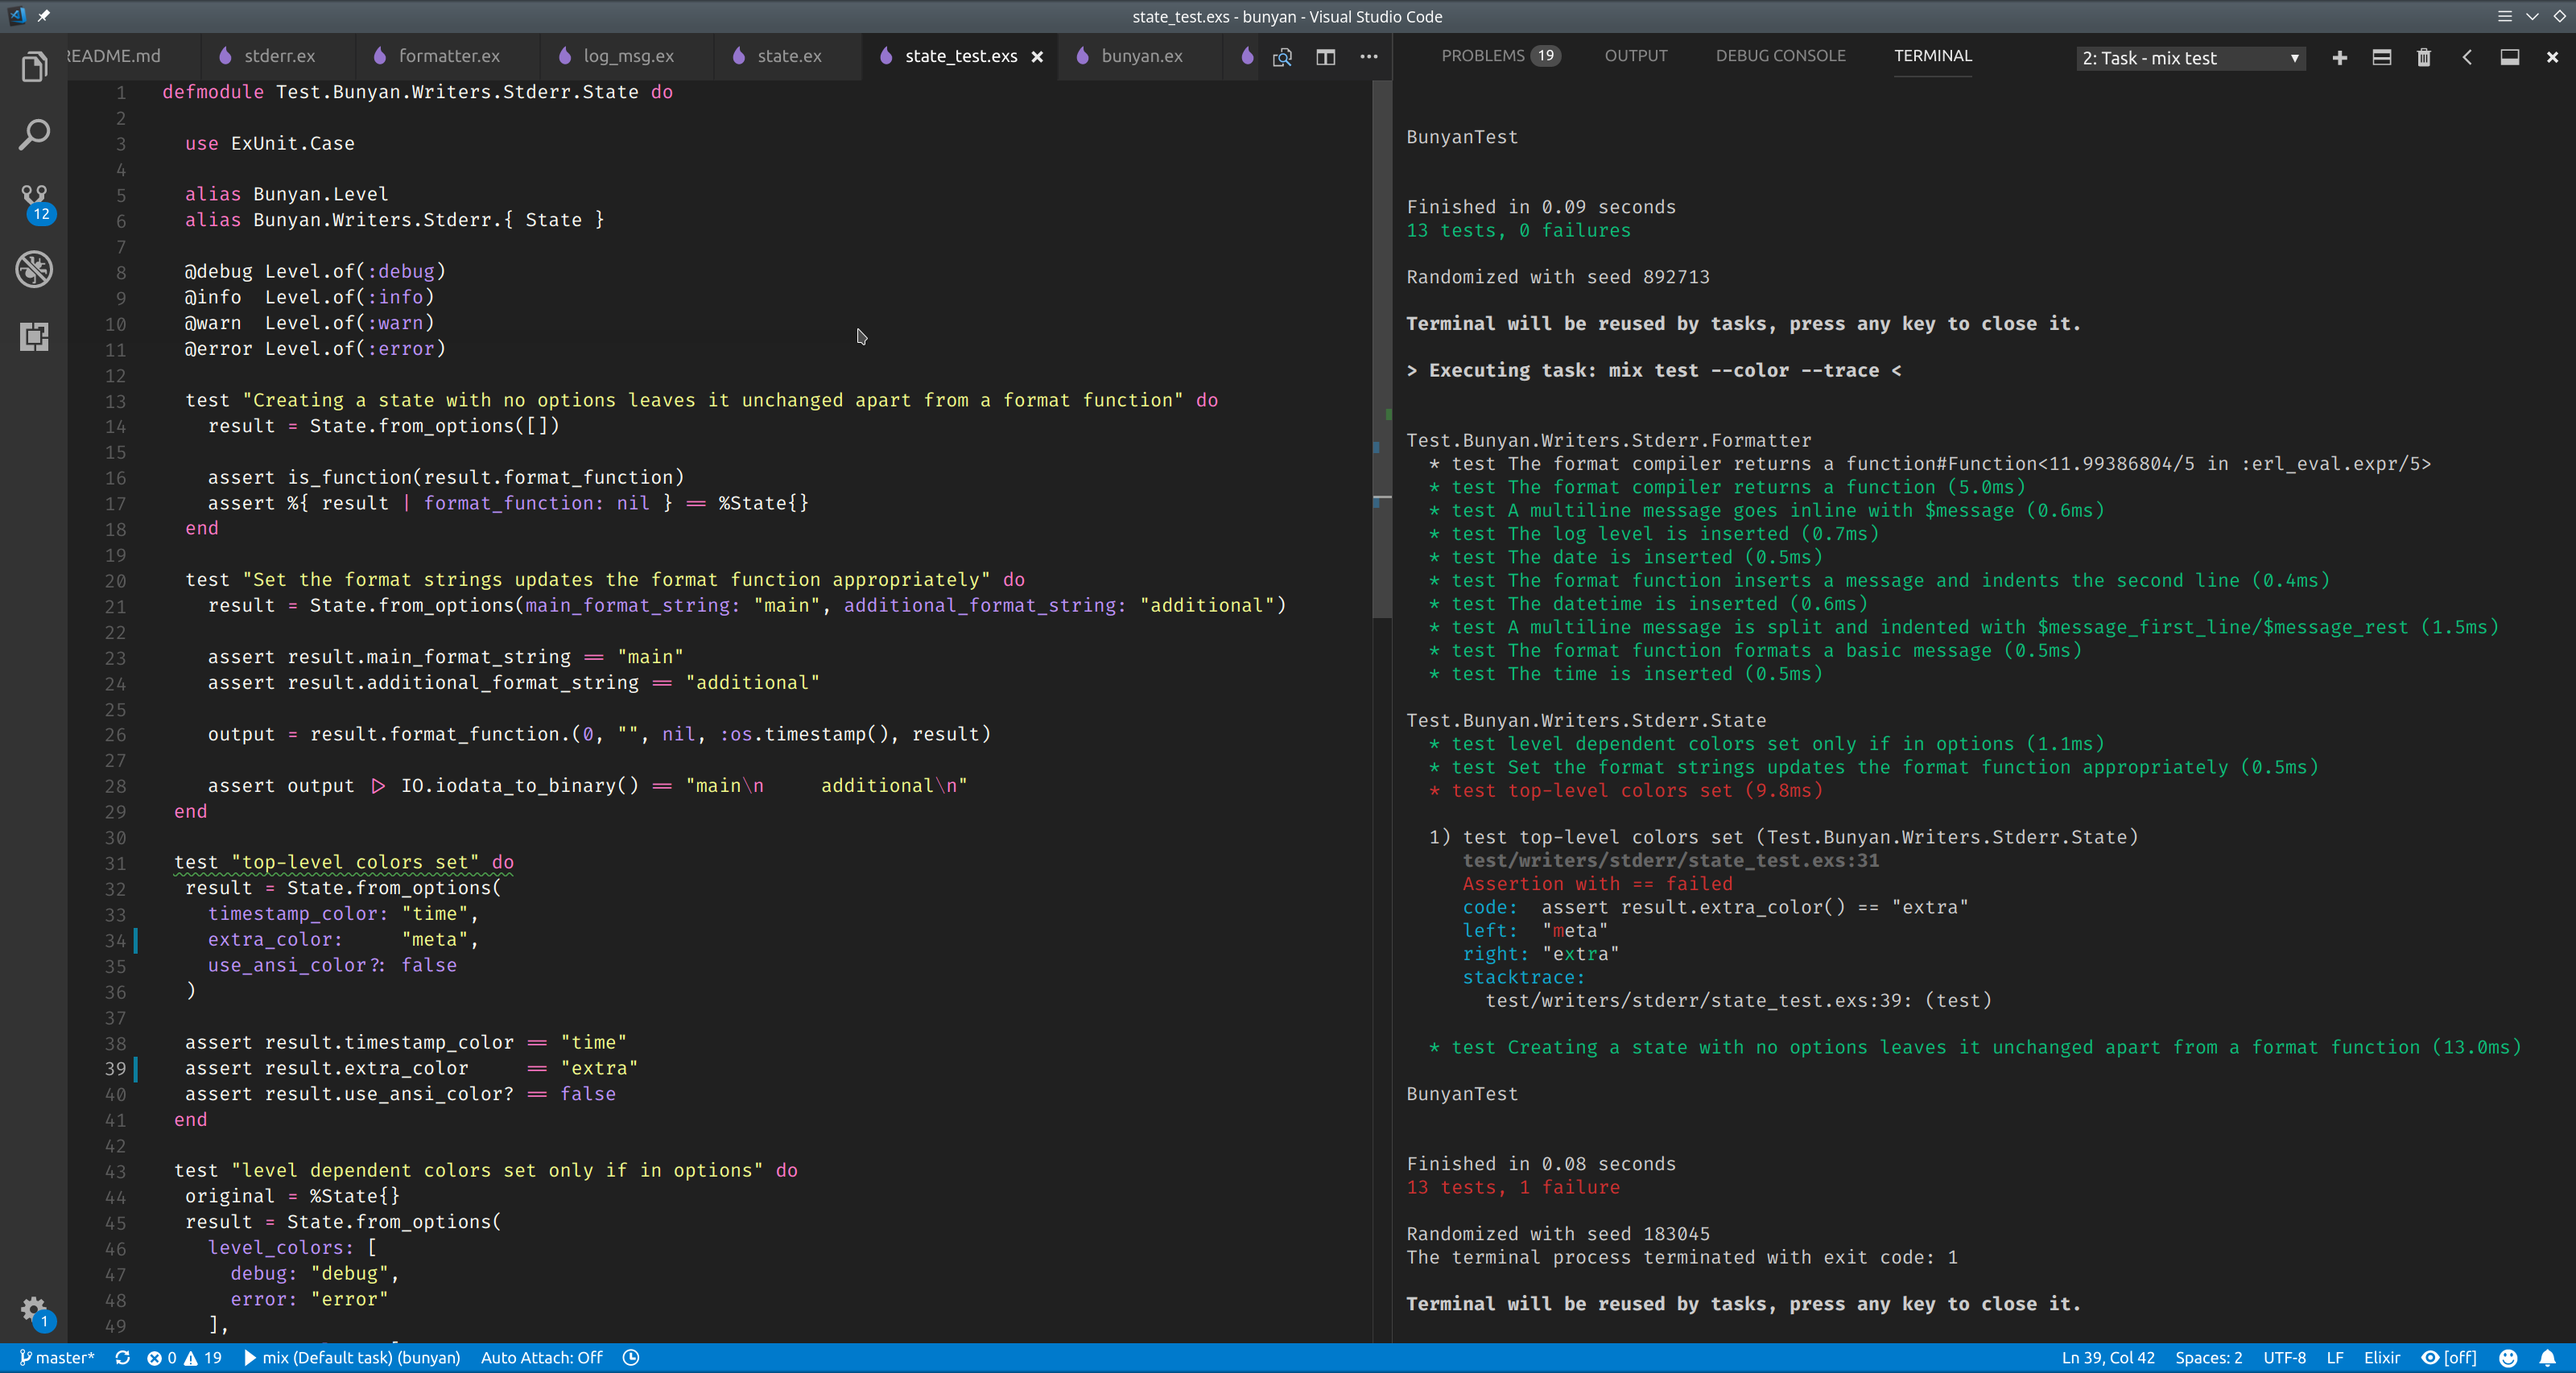 state_test.exs - bunyan - Visual Studio Code
README.md stderr.ex formatter.ex log_msg.ex state.ex state_test.exs bunyan.ex
1 defmodule Test.Bunyan.Writers.Stderr.State do
2
3 use ExUnit.Case
4
5 alias Bunyan.Level
6 alias Bunyan.Writers.Stderr.{ State }
7
8 @debug Level.of(:debug)
9 @info  Level.of(:info)
10 @warn  Level.of(:warn)
11 @error Level.of(:error)
12
13 test "Creating a state with no options leaves it unchanged apart from a format function" do
14 result = State.from_options([])
15
16 assert is_function(result.format_function)
17 assert %{ result | format_function: nil } == %State{}
18 end
19
20 test "Set the format strings updates the format function appropriately" do
21 result = State.from_options(main_format_string: "main", additional_format_string: "additional")
22
23 assert result.main_format_string == "main"
24 assert result.additional_format_string == "additional"
25
26 output = result.format_function.(0, "", nil, :os.timestamp(), result)
27
28 assert output |> IO.iodata_to_binary() == "main\n     additional\n"
29 end
30
31 test "top-level colors set" do
32 result = State.from_options(
33 timestamp_color: "time",
34 extra_color:     "meta",
35 use_ansi_color?: false
36 )
37
38 assert result.timestamp_color == "time"
39 assert result.extra_color     == "extra"
40 assert result.use_ansi_color? == false
41 end
42
43 test "level dependent colors set only if in options" do
44 original = %State{}
45 result = State.from_options(
46 level_colors: [
47 debug: "debug",
48 error: "error"
49 ],
12
1
PROBLEMS 19 OUTPUT DEBUG CONSOLE TERMINAL 2: Task - mix test
BunyanTest
Finished in 0.09 seconds
13 tests, 0 failures
Randomized with seed 892713
Terminal will be reused by tasks, press any key to close it.
> Executing task: mix test --color --trace <
Test.Bunyan.Writers.Stderr.Formatter
* test The format compiler returns a function#Function<11.99386804/5 in :erl_eval.expr/5>
* test The format compiler returns a function (5.0ms)
* test A multiline message goes inline with $message (0.6ms)
* test The log level is inserted (0.7ms)
* test The date is inserted (0.5ms)
* test The format function inserts a message and indents the second line (0.4ms)
* test The datetime is inserted (0.6ms)
* test A multiline message is split and indented with $message_first_line/$message_rest (1.5ms)
* test The format function formats a basic message (0.5ms)
* test The time is inserted (0.5ms)
Test.Bunyan.Writers.Stderr.State
* test level dependent colors set only if in options (1.1ms)
* test Set the format strings updates the format function appropriately (0.5ms)
* test top-level colors set (9.8ms)
1) test top-level colors set (Test.Bunyan.Writers.Stderr.State)
test/writers/stderr/state_test.exs:31
Assertion with == failed
code:  assert result.extra_color() == "extra"
left:  "meta"
right: "extra"
stacktrace:
test/writers/stderr/state_test.exs:39: (test)
* test Creating a state with no options leaves it unchanged apart from a format function (13.0ms)
BunyanTest
Finished in 0.08 seconds
13 tests, 1 failure
Randomized with seed 183045
The terminal process terminated with exit code: 1
Terminal will be reused by tasks, press any key to close it.
master* 0 19 mix (Default task) (bunyan) Auto Attach: Off Ln 39, Col 42 Spaces: 2 UTF-8 LF Elixir [off]